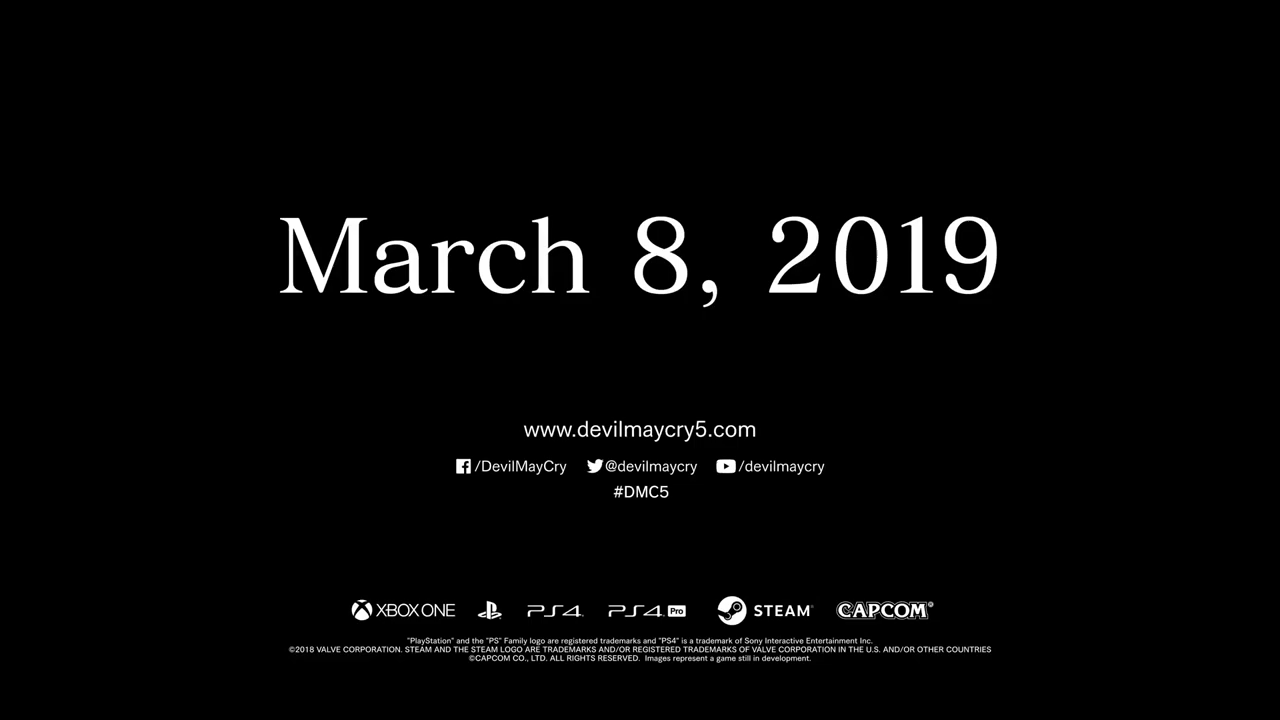 March 8, 2019
www.devilmaycry5.com
/DevilMayCry @devilmaycry /devilmaycry
#DMC5
XBOX ONE PS4 PS4 Pro STEAM® CAPCOM®
"PlayStation" and the "PS" Family logo are registered trademarks and "PS4" is a trademark of Sony Interactive Entertainment Inc.
©2018 VALVE CORPORATION. STEAM AND THE STEAM LOGO ARE TRADEMARKS AND/OR REGISTERED TRADEMARKS OF VALVE CORPORATION IN THE U.S. AND/OR OTHER COUNTRIES
©CAPCOM CO., LTD. ALL RIGHTS RESERVED. Images represent a game still in development.